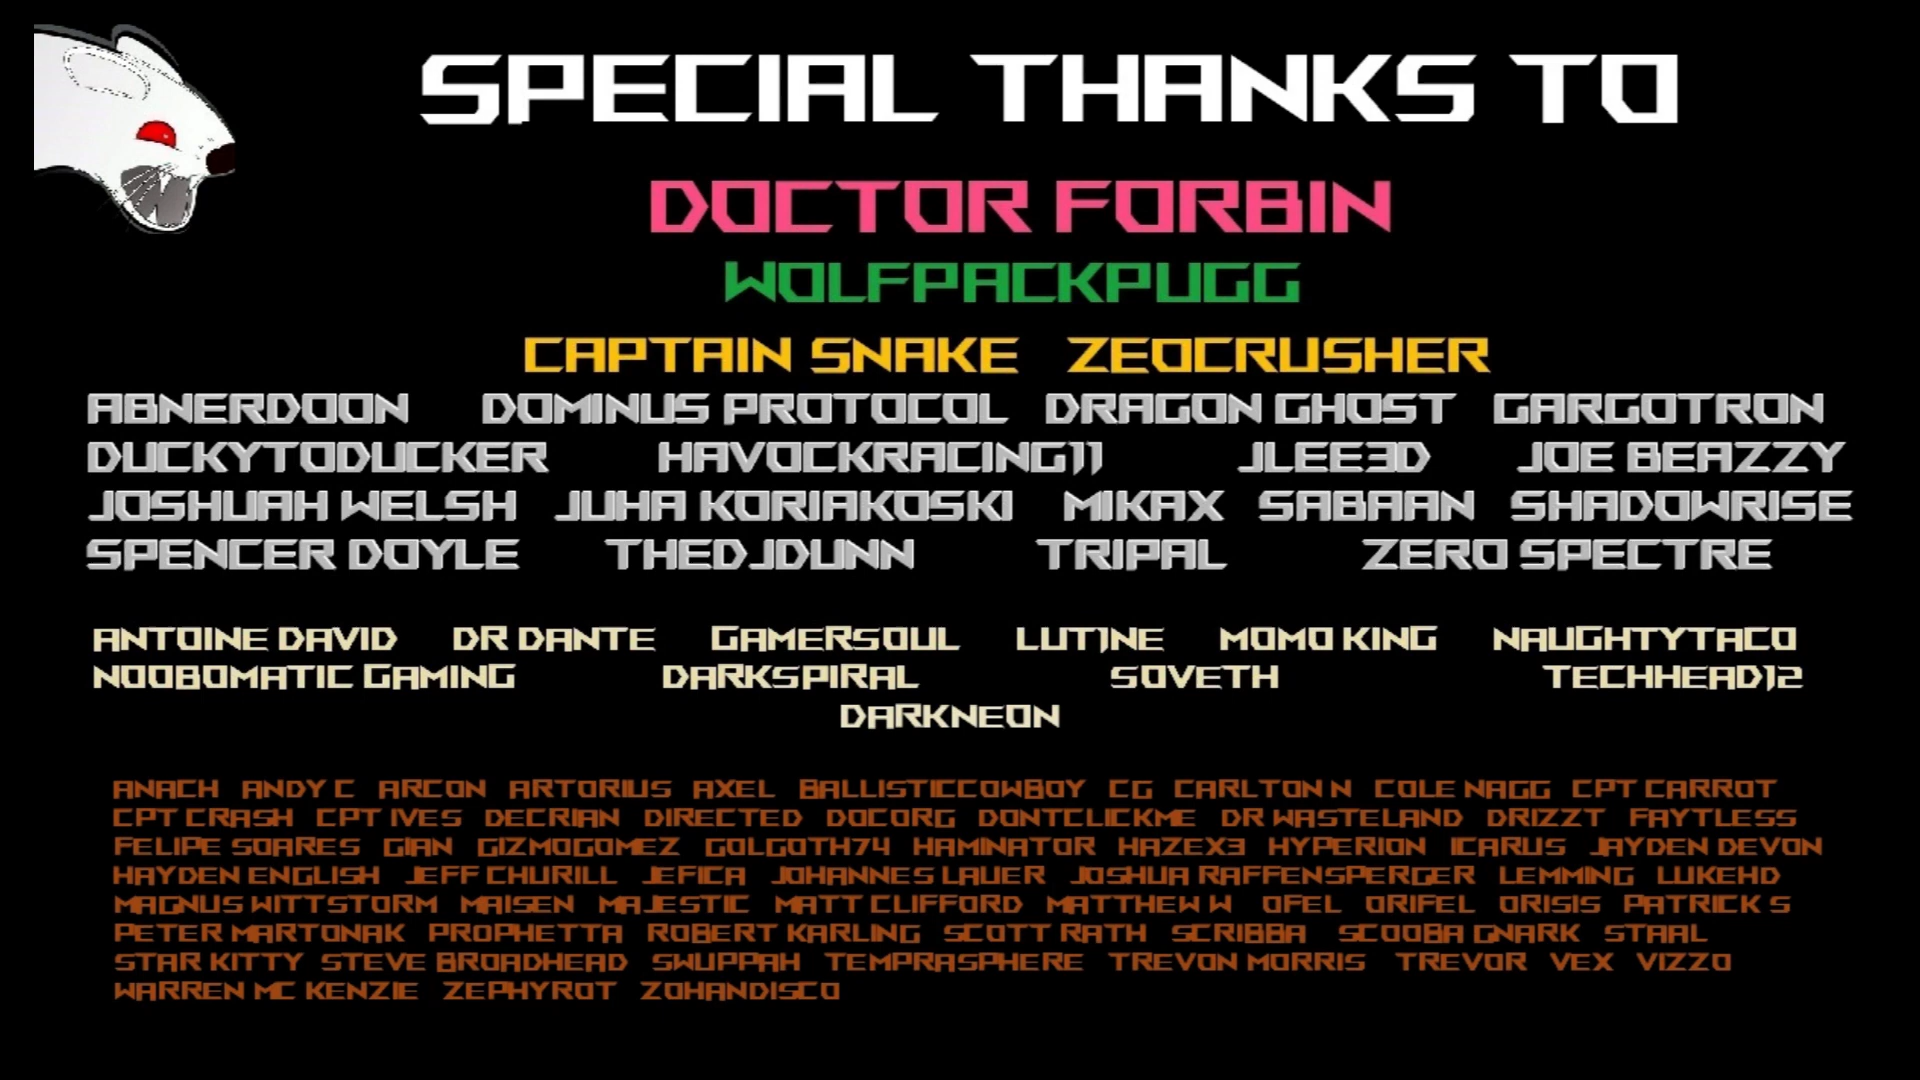 SPECIAL THANKS TO
DOCTOR FORBIN
WOLFPACKPUGG
CAPTAIN SNAKE ZEOCRUSHER
ABNERDOON DOMINUS PROTOCOL DRAGON GHOST GARGOTRON
DUCKYTODUCKER HAVOCKRACING11 JLEE3D JOE BEAZZY
JOSHUAH WELSH JUHA KORIAKOSKI MIKAX SABAAN SHADOWRISE
SPENCER DOYLE THEDJDUNN TRIPAL ZERO SPECTRE
ANTOINE DAVID DR DANTE GAMERSOUL LUT1NE MOMO KING NAUGHTYTACO
NOOBOMATIC GAMING DARKSPIRAL SOVETH TECHHEAD12
DARKNEON
ANACH ANDY C ARCON ARTORIUS AXEL BALLISTICCOWBOY CG CARLTON N COLE NAGG CPT CARROT
CPT CRASH CPT IVES DECRIAN DIRECTED DOCORG DONTCLICKME DR WASTELAND DRIZZT FAYTLESS
FELIPE SOARES GIAN GIZMOGOMEZ GOLGOTH74 HAMINATOR HAZEX3 HYPERION ICARUS JAYDEN DEVON
HAYDEN ENGLISH JEFF CHURILL JEFICA JOHANNES LAUER JOSHUA RAFFENSPERGER LEMMING LUKEHD
MAGNUS WITTSTORM MAISEN MAJESTIC MATT CLIFFORD MATTHEW W OFEL ORIFEL ORISIS PATRICK S
PETER MARTONAK PROPHETTA ROBERT KARLING SCOTT RATH SCRIBBA SCOOBA GNARK STAAL
STAR KITTY STEVE BROADHEAD SWUPPAH TEMPRASPHERE TREVON MORRIS TREVOR VEX VIZZO
WARREN MC KENZIE ZEPHYROT ZOHANDISCO